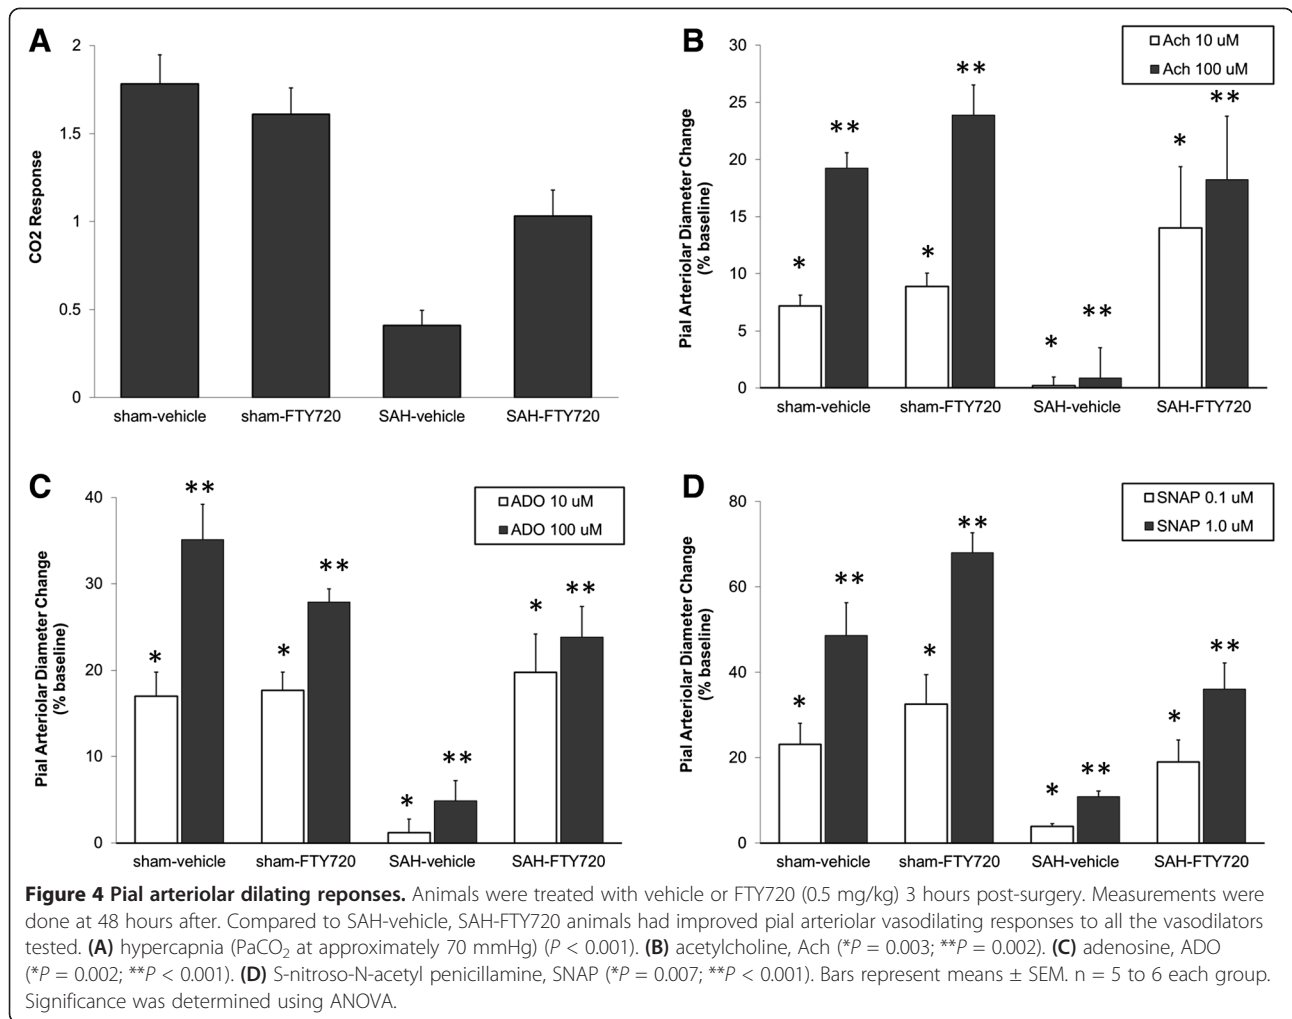 A
2
1.5
1
0.5
0
CO2 Response
sham-vehicle sham-FTY720 SAH-vehicle SAH-FTY720
B
Ach 10 uM
Ach 100 uM
30
25
20
15
10
5
0
Pial Arteriolar Diameter Change
(% baseline)
* ** * ** * ** * **
sham-vehicle sham-FTY720 SAH-vehicle SAH-FTY720
C
ADO 10 uM
ADO 100 uM
40
30
20
10
0
Pial Arteriolar Diameter Change
(% baseline)
* ** * ** * ** * **
sham-vehicle sham-FTY720 SAH-vehicle SAH-FTY720
D
SNAP 0.1 uM
SNAP 1.0 uM
80
60
40
20
0
Pial Arteriolar Diameter Change
(% baseline)
* ** * ** * ** * **
sham-vehicle sham-FTY720 SAH-vehicle SAH-FTY720
Figure 4 Pial arteriolar dilating reponses. Animals were treated with vehicle or FTY720 (0.5 mg/kg) 3 hours post-surgery. Measurements were
done at 48 hours after. Compared to SAH-vehicle, SAH-FTY720 animals had improved pial arteriolar vasodilating responses to all the vasodilators
tested. (A) hypercapnia (PaCO₂ at approximately 70 mmHg) (P < 0.001). (B) acetylcholine, Ach (*P = 0.003; **P = 0.002). (C) adenosine, ADO
(*P = 0.002; **P < 0.001). (D) S-nitroso-N-acetyl penicillamine, SNAP (*P = 0.007; **P < 0.001). Bars represent means ± SEM. n = 5 to 6 each group.
Significance was determined using ANOVA.